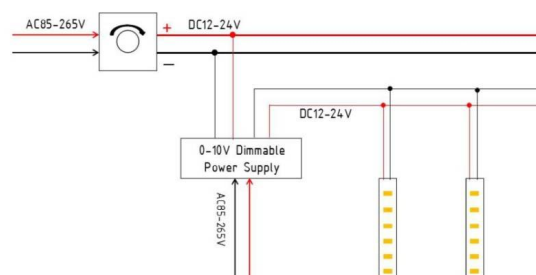 AC85-265V
+
DC12-24V
−
DC12-24V
0-10V Dimmable
Power Supply
AC85-265V